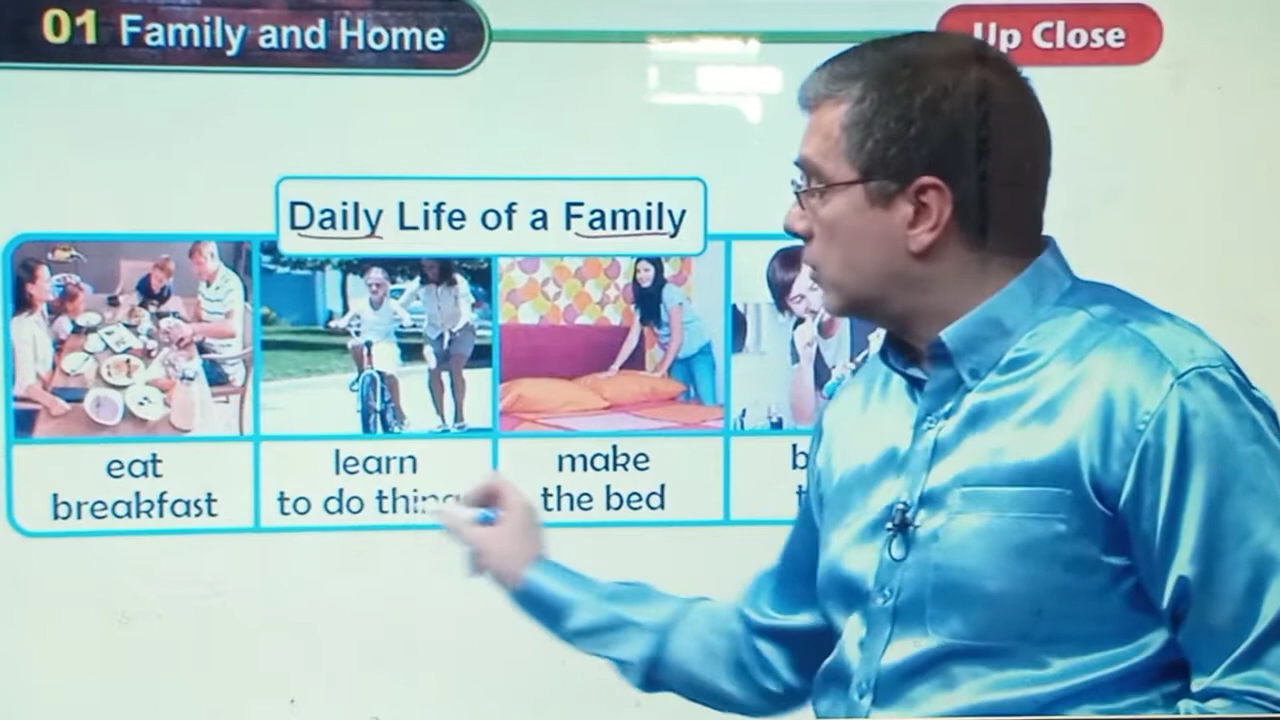 01 Family and Home
Up Close
Daily Life of a Family
eat
breakfast
learn
to do
make
the bed